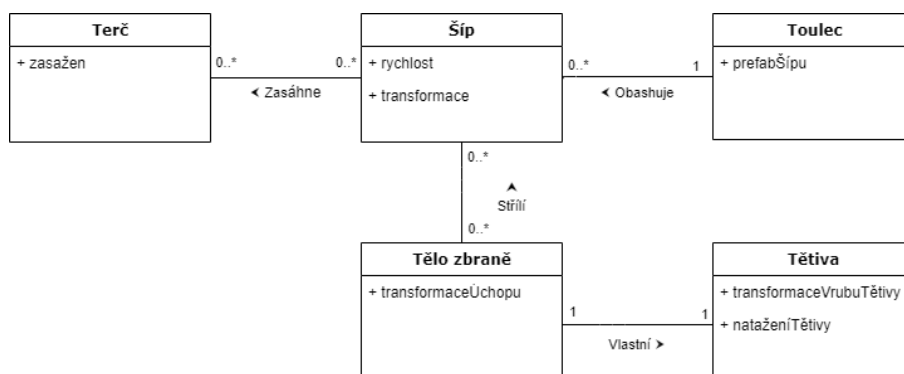 Terč
+ zasažen
0..*
0..*
⮜ Zasáhne
Šíp
+ rychlost
+ transformace
0..*
1
⮜ Obashuje
Toulec
+ prefabŠípu
0..*
⮝
Střílí
0..*
Tělo zbraně
+ transformaceÚchopu
1
1
Vlastní ⮞
Tětiva
+ transformaceVrubuTětivy
+ nataženíTětivy